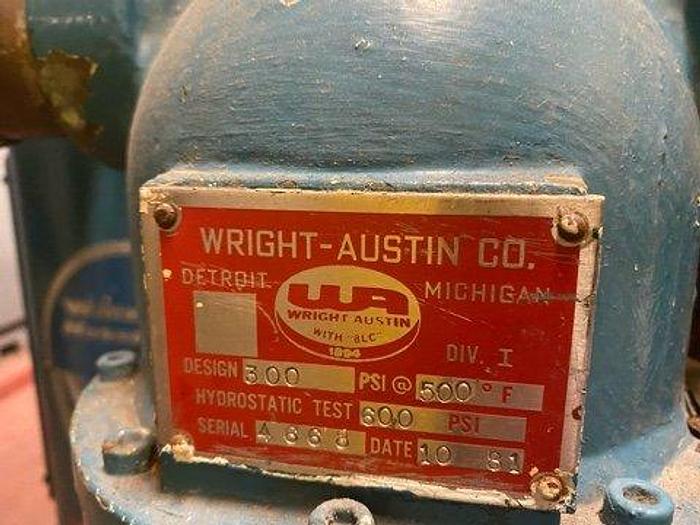 WRIGHT-AUSTIN CO.
DETROIT MICHIGAN
WA
WRIGHT AUSTIN
WITH "BLC"
1894
DIV. I
DESIGN 300 PSI @ 500 °F
HYDROSTATIC TEST 600 PSI
SERIAL 4668 DATE 10 81